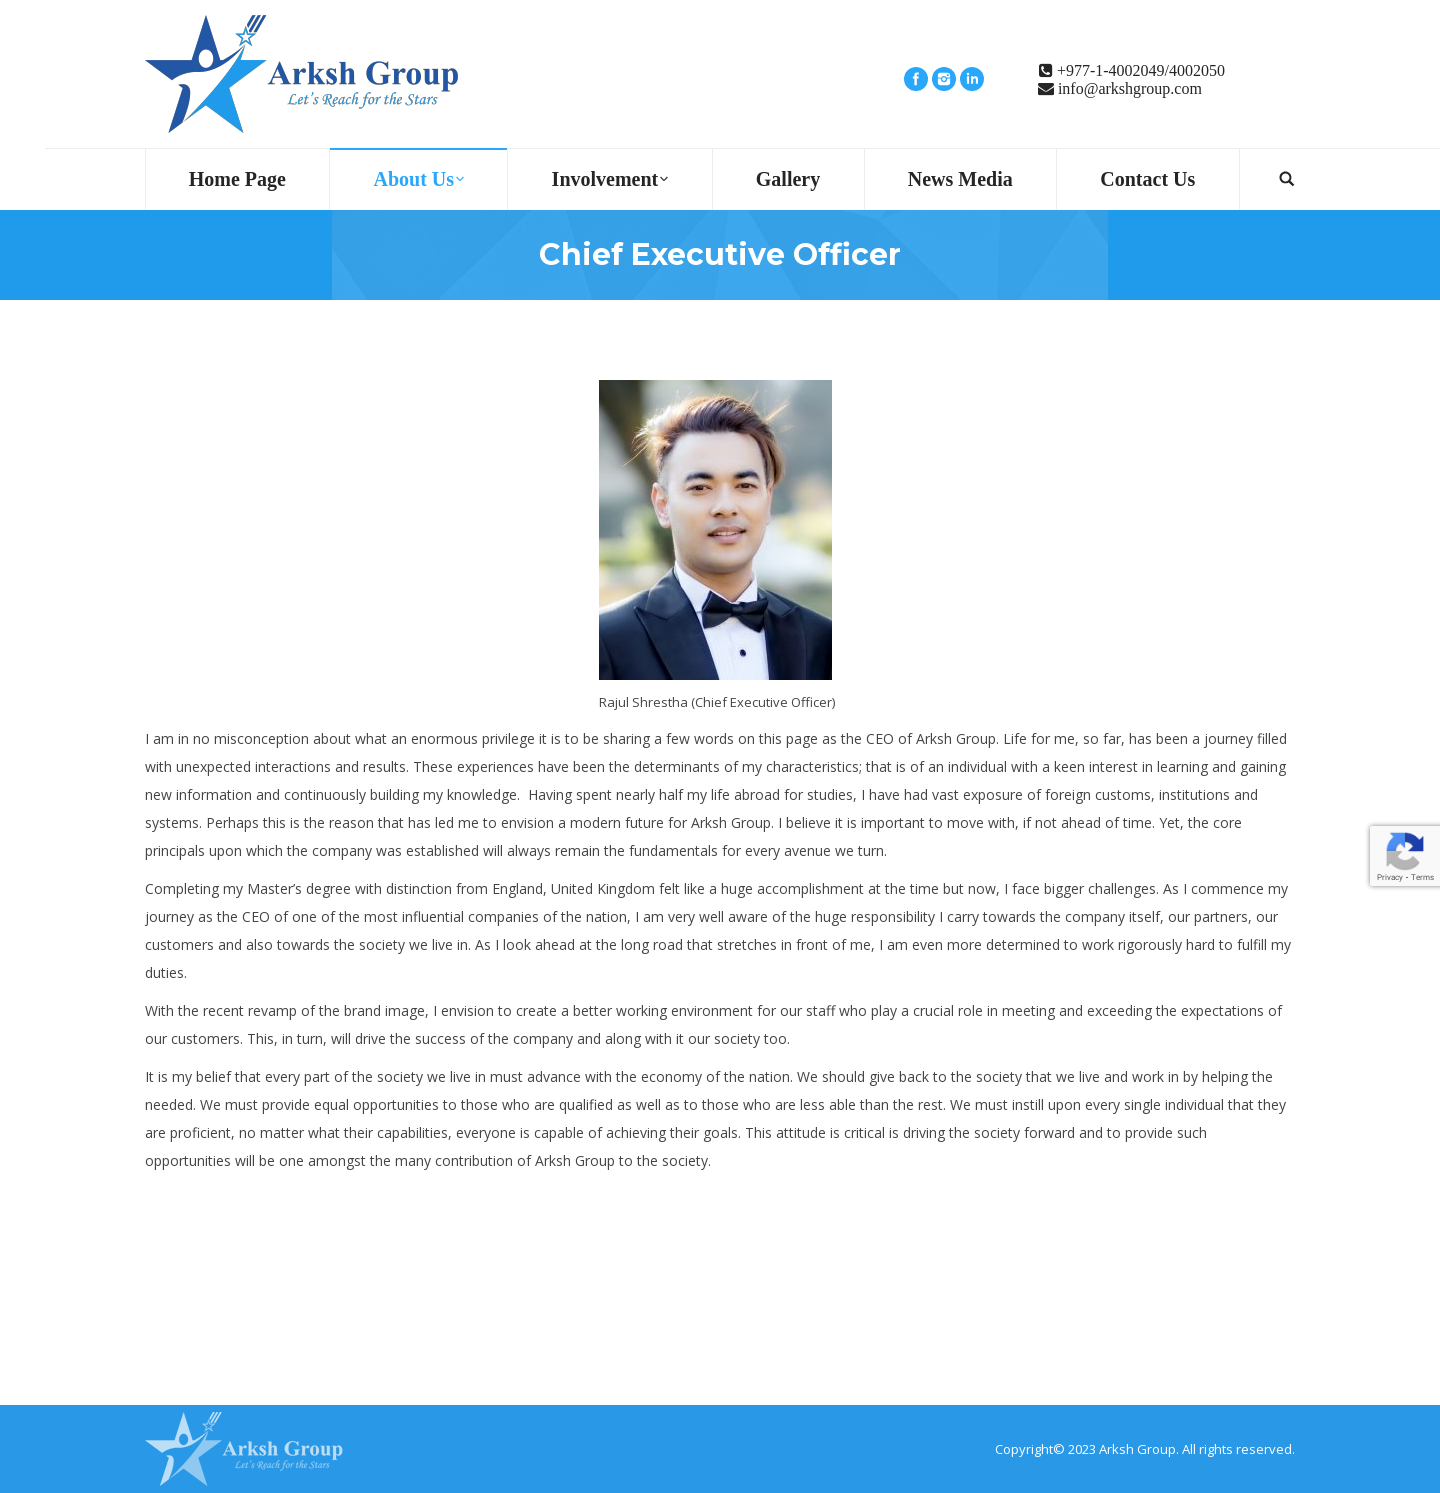 Arksh Group
Let's Reach for the Stars
+977-1-4002049/4002050
info@arkshgroup.com
Home Page
About Us
Involvement
Gallery
News Media
Contact Us
Chief Executive Officer
Rajul Shrestha (Chief Executive Officer)
I am in no misconception about what an enormous privilege it is to be sharing a few words on this page as the CEO of Arksh Group. Life for me, so far, has been a journey filled
with unexpected interactions and results. These experiences have been the determinants of my characteristics; that is of an individual with a keen interest in learning and gaining
new information and continuously building my knowledge.  Having spent nearly half my life abroad for studies, I have had vast exposure of foreign customs, institutions and
systems. Perhaps this is the reason that has led me to envision a modern future for Arksh Group. I believe it is important to move with, if not ahead of time. Yet, the core
principals upon which the company was established will always remain the fundamentals for every avenue we turn.
Completing my Master’s degree with distinction from England, United Kingdom felt like a huge accomplishment at the time but now, I face bigger challenges. As I commence my
journey as the CEO of one of the most influential companies of the nation, I am very well aware of the huge responsibility I carry towards the company itself, our partners, our
customers and also towards the society we live in. As I look ahead at the long road that stretches in front of me, I am even more determined to work rigorously hard to fulfill my
duties.
With the recent revamp of the brand image, I envision to create a better working environment for our staff who play a crucial role in meeting and exceeding the expectations of
our customers. This, in turn, will drive the success of the company and along with it our society too.
It is my belief that every part of the society we live in must advance with the economy of the nation. We should give back to the society that we live and work in by helping the
needed. We must provide equal opportunities to those who are qualified as well as to those who are less able than the rest. We must instill upon every single individual that they
are proficient, no matter what their capabilities, everyone is capable of achieving their goals. This attitude is critical is driving the society forward and to provide such
opportunities will be one amongst the many contribution of Arksh Group to the society.
Privacy - Terms
Arksh Group
Let's Reach for the Stars
Copyright© 2023 Arksh Group. All rights reserved.